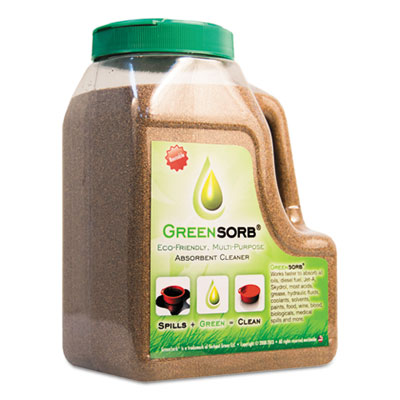 GREENSORB®
ECO-FRIENDLY, MULTI-PURPOSE
ABSORBENT CLEANER
SPILLS + GREEN = CLEAN
GREENSORB®
Works faster to absorb all
oils, diesel fuel, Jet-A,
Skydrol, most acids,
grease, hydraulic fluids,
coolants, solvents,
paints, food, wine, blood,
biologicals, medical
spills and more.